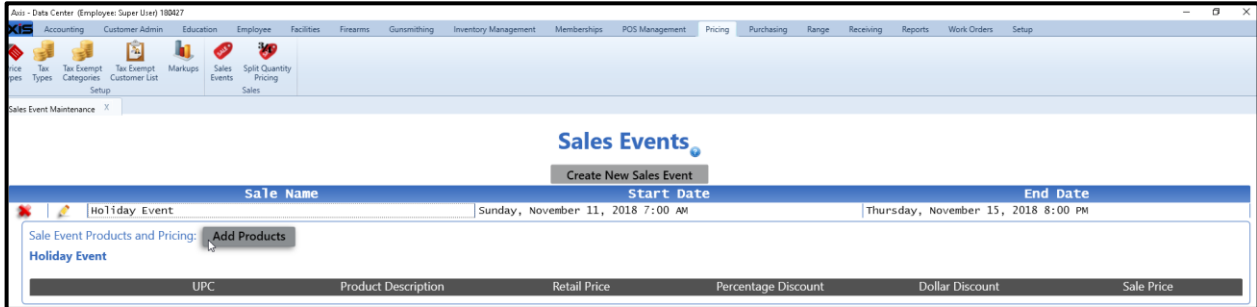 Axis - Data Center (Employee: Super User) 180427
XiS Accounting Customer Admin Education Employee Facilities Firearms Gunsmithing Inventory Management Memberships POS Management Pricing Purchasing Range Receiving Reports Work Orders Setup
rice Tax Tax Exempt Tax Exempt Markups Sales Split Quantity
pes Types Categories Customer List Events Pricing
Setup Sales
Sales Event Maintenance X
Sales Events
Create New Sales Event
Sale Name Start Date End Date
Holiday Event Sunday, November 11, 2018 7:00 AM Thursday, November 15, 2018 8:00 PM
Sale Event Products and Pricing: Add Products
Holiday Event
UPC Product Description Retail Price Percentage Discount Dollar Discount Sale Price